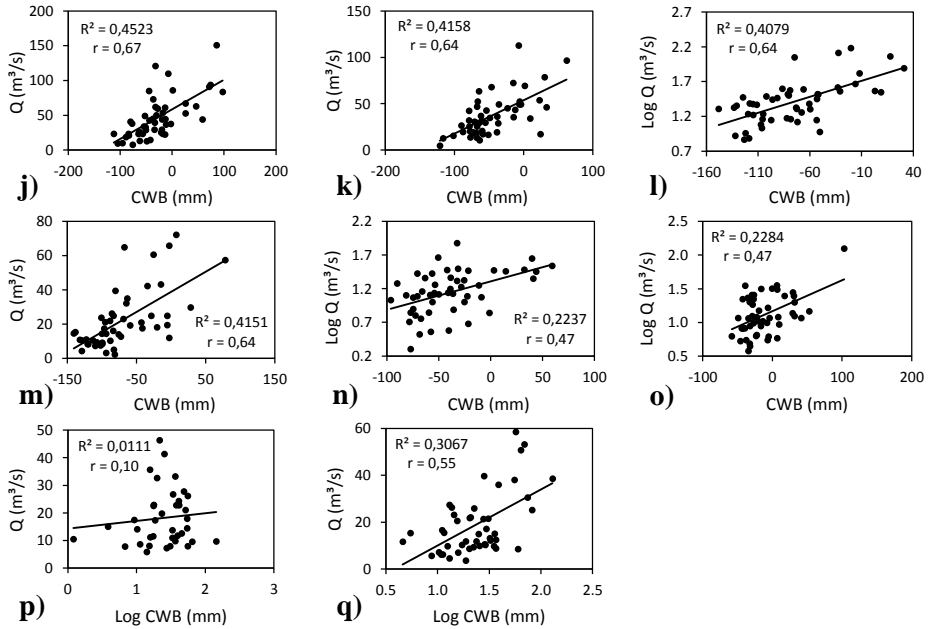 R² = 0,4523
r = 0,67
Q (m³/s)
200
150
100
50
0
-200
-100
0
100
200
CWB (mm)
j)
R² = 0,4158
r = 0,64
Q (m³/s)
150
100
50
0
-200
-100
0
100
CWB (mm)
k)
R² = 0,4079
r = 0,64
Log Q (m³/s)
2.7
2.2
1.7
1.2
0.7
-160
-110
-60
-10
40
CWB (mm)
l)
R² = 0,4151
r = 0,64
Q (m³/s)
80
60
40
20
0
-150
-50
50
150
CWB (mm)
m)
R² = 0,2237
r = 0,47
Log Q (m³/s)
2.2
1.7
1.2
0.7
0.2
-100
-50
0
50
100
CWB (mm)
n)
R² = 0,2284
r = 0,47
Log Q (m³/s)
2.5
2.0
1.5
1.0
0.5
-100
0
100
200
CWB (mm)
o)
R² = 0,0111
r = 0,10
Q (m³/s)
50
40
30
20
10
0
0
1
2
3
Log CWB (mm)
p)
R² = 0,3067
r = 0,55
Q (m³/s)
60
40
20
0
0.5
1.0
1.5
2.0
2.5
Log CWB (mm)
q)